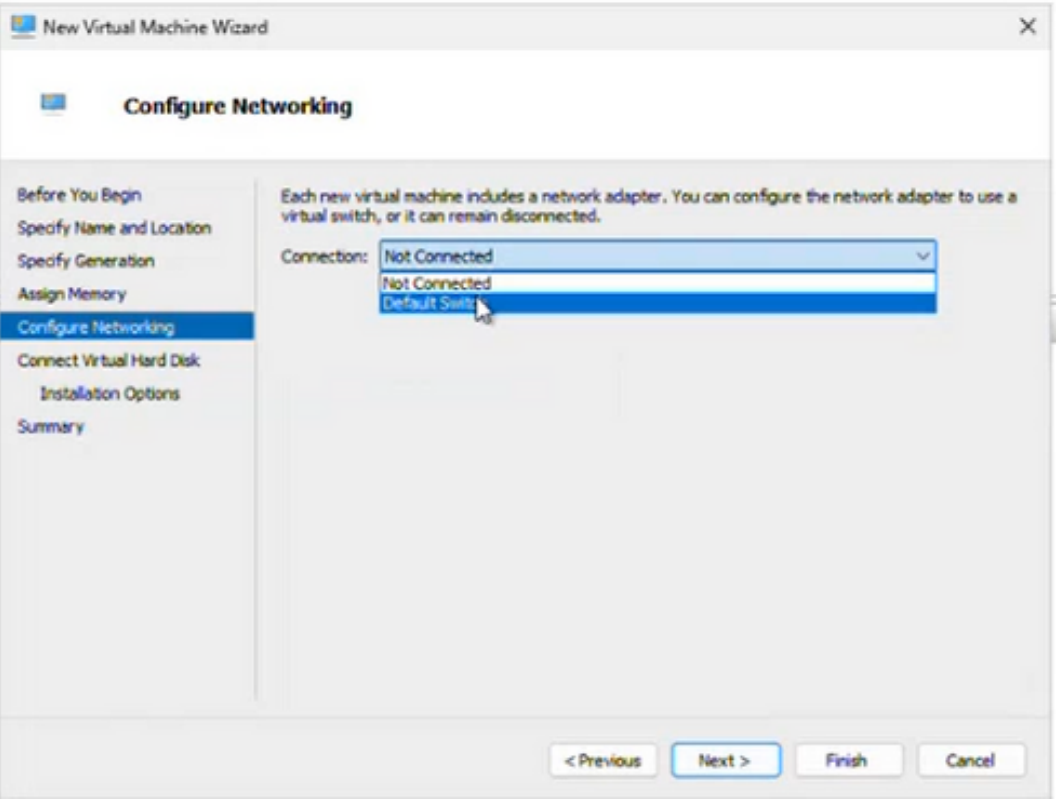 New Virtual Machine Wizard
Configure Networking
Before You Begin
Specify Name and Location
Specify Generation
Assign Memory
Configure Networking
Connect Virtual Hard Disk
Installation Options
Summary
Each new virtual machine includes a network adapter. You can configure the network adapter to use a
virtual switch, or it can remain disconnected.
Connection: Not Connected
Not Connected
Default Switch
< Previous
Next >
Finish
Cancel